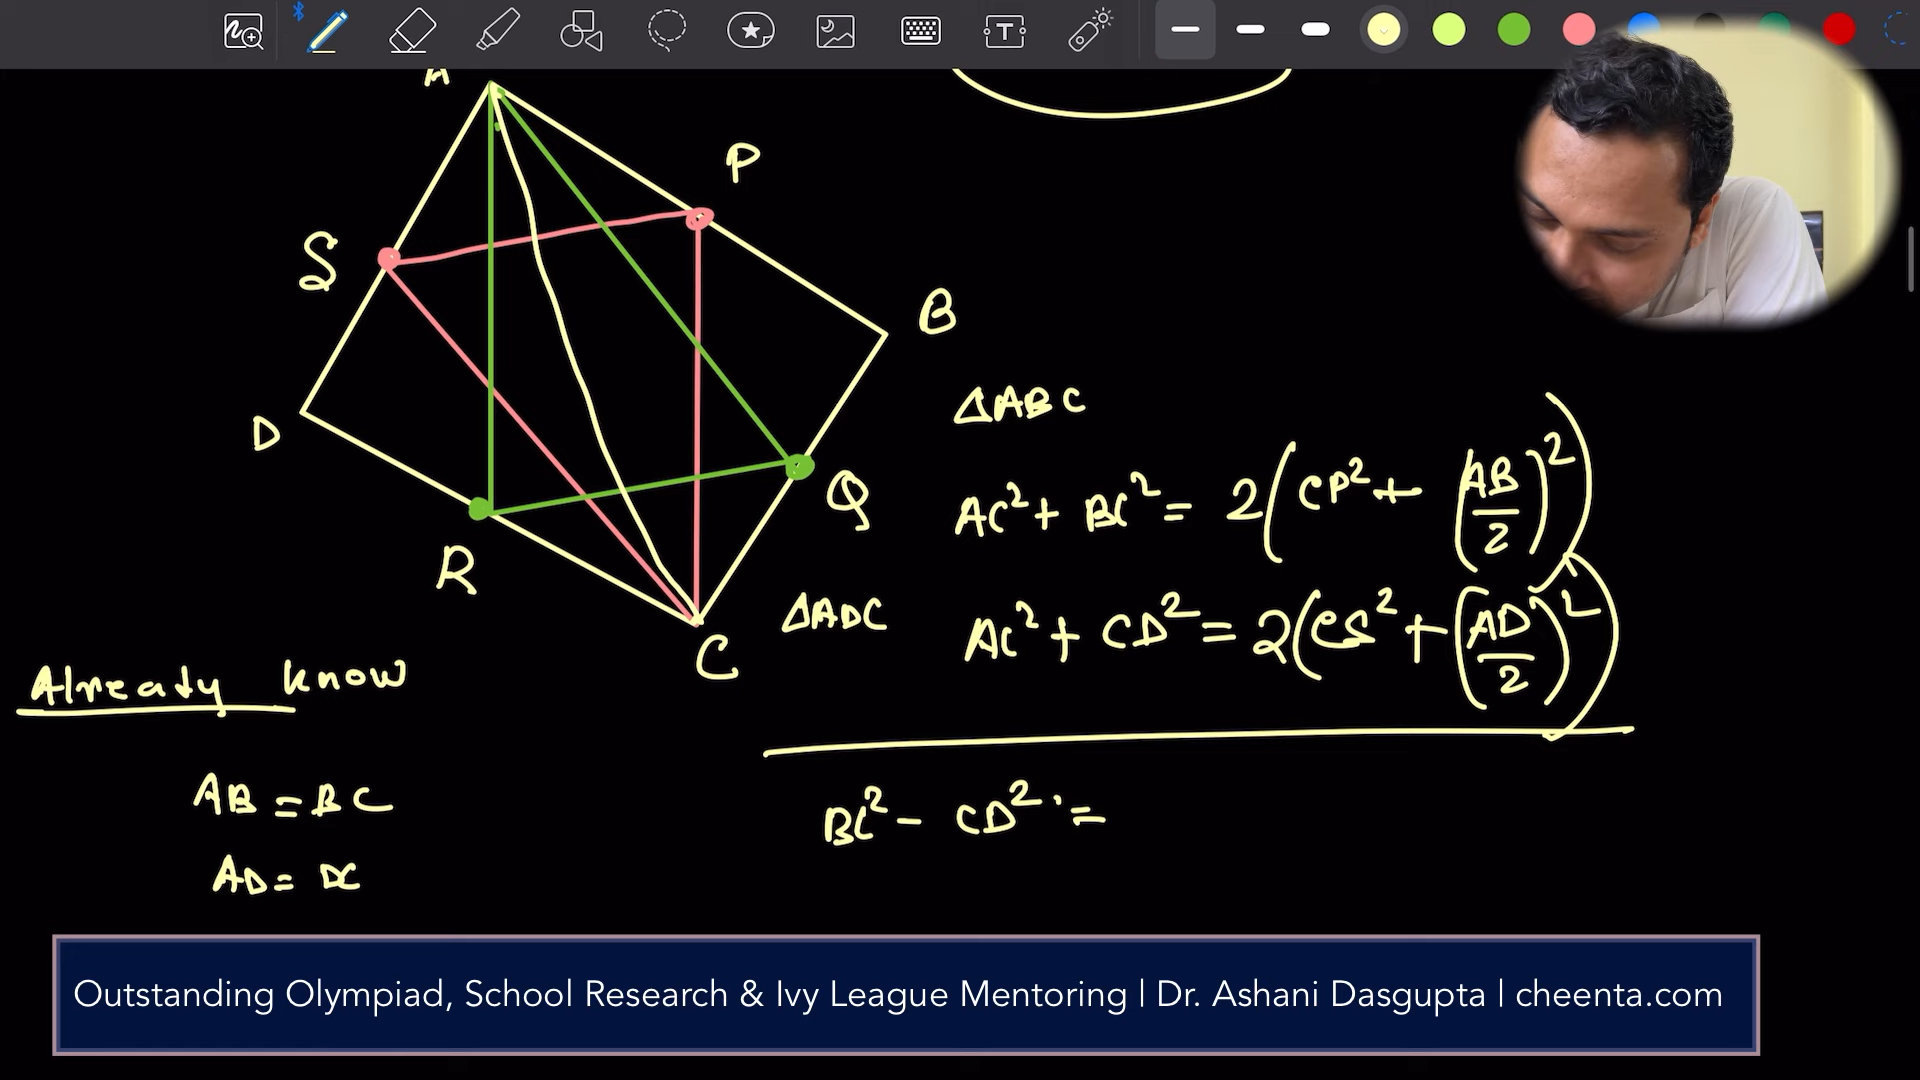 A
P
S
B
D
Q
R
C
ΔABC
AC² + BC² = 2(CP² + (AB/2)²)
ΔADC
AC² + CD² = 2(CS² + (AD/2)²)
BC² - CD² =
Already know
AB = BC
AD = DC
Outstanding Olympiad, School Research & Ivy League Mentoring | Dr. Ashani Dasgupta | cheenta.com